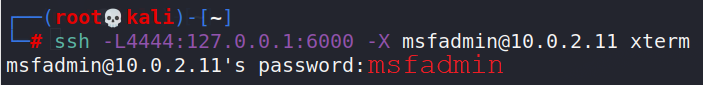 (root💀kali)-[~]
# ssh -L4444:127.0.0.1:6000 -X msfadmin@10.0.2.11 xterm
msfadmin@10.0.2.11's password:msfadmin